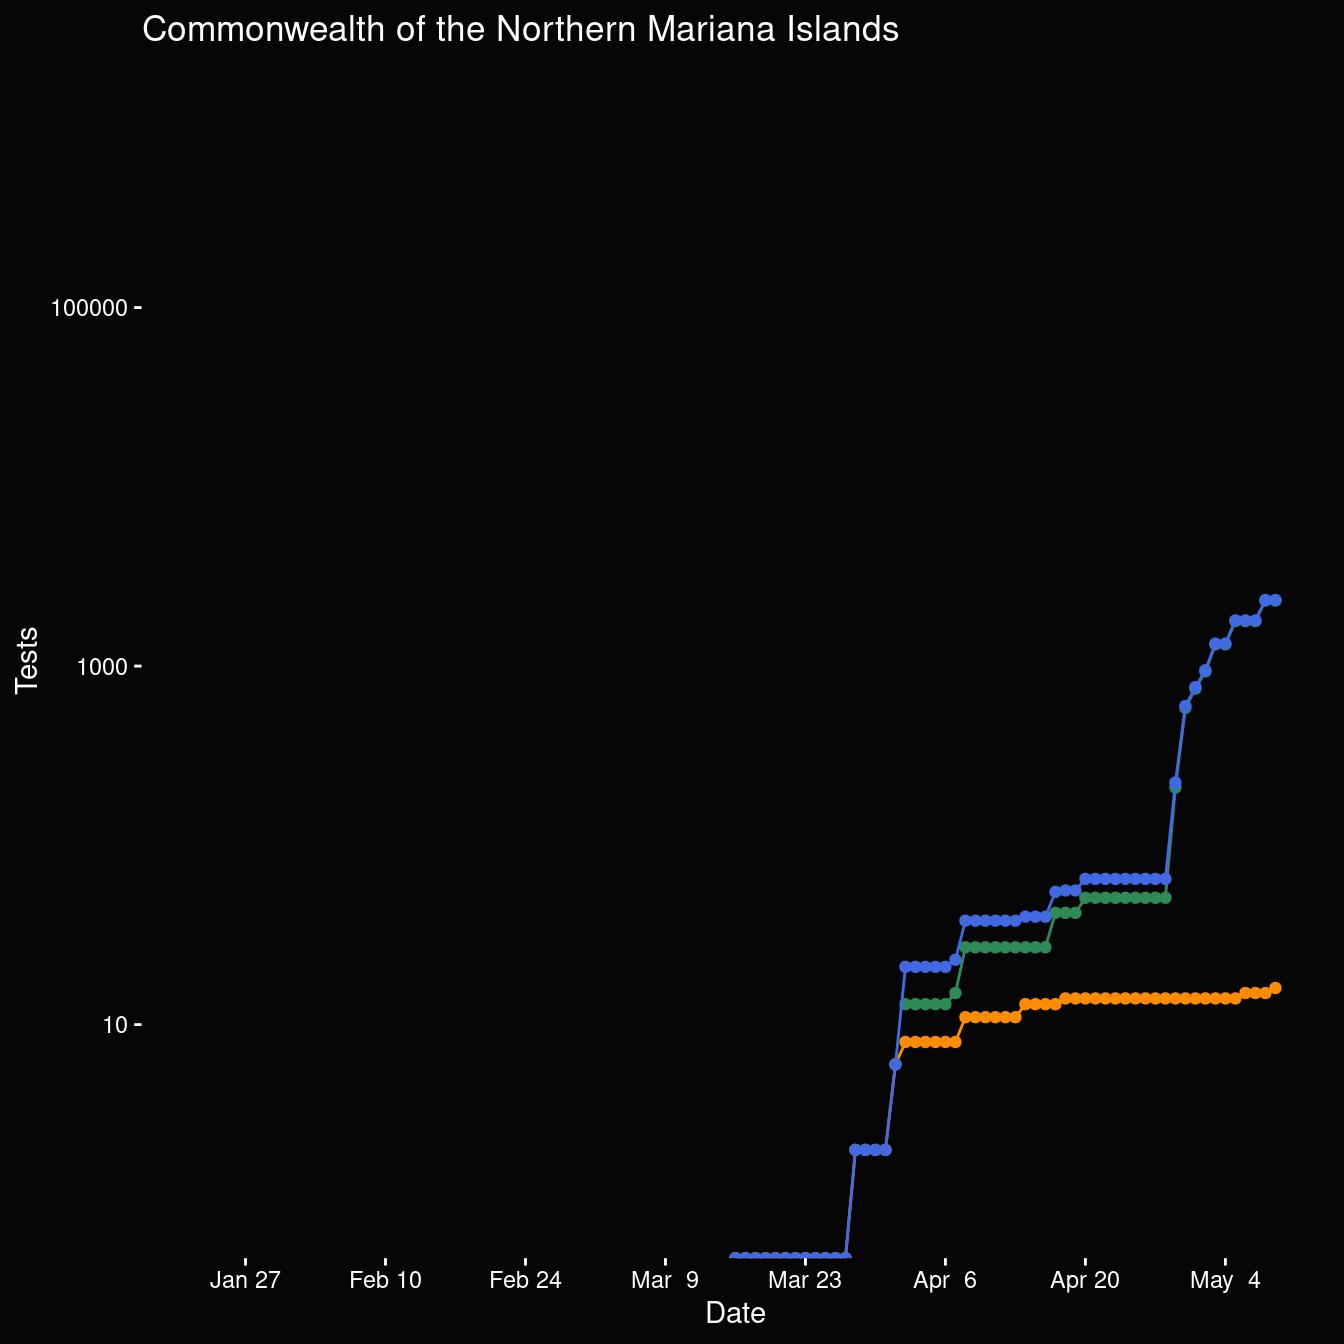 Commonwealth of the Northern Mariana Islands
100000
1000
10
Tests
Jan 27 Feb 10 Feb 24 Mar 9 Mar 23 Apr 6 Apr 20 May 4
Date